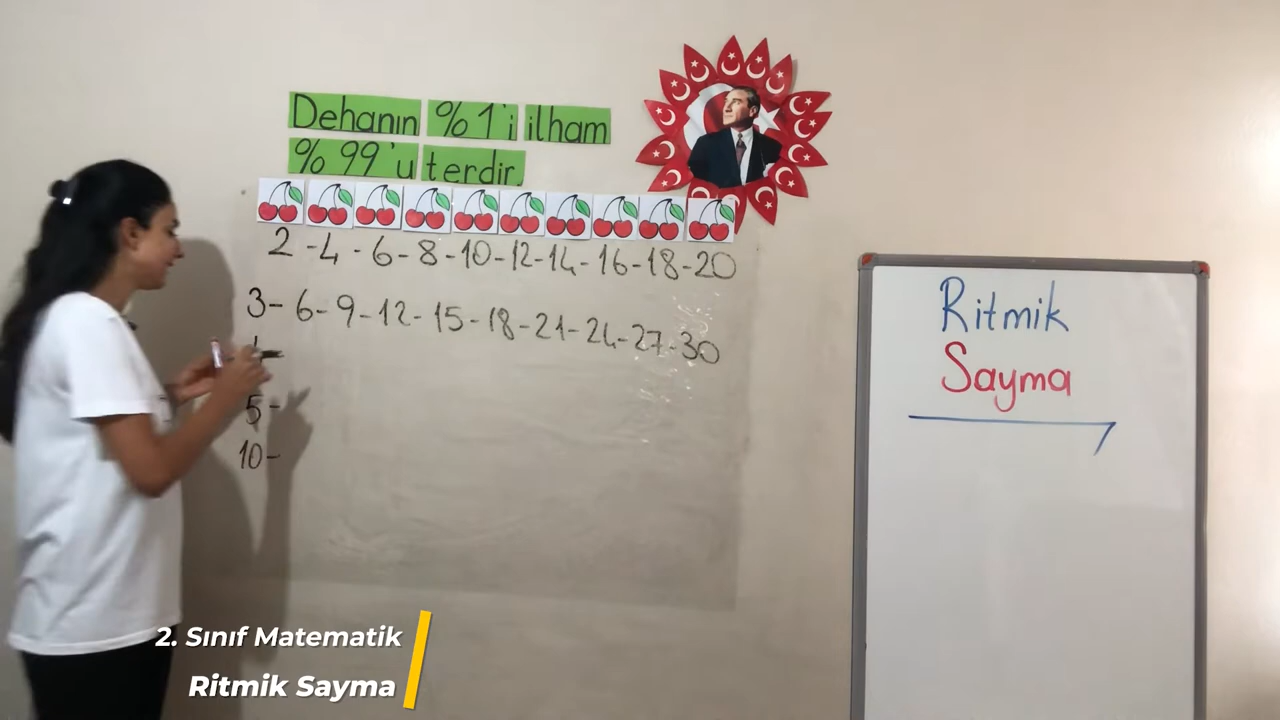 Dehanın %1'i ilham
%99'u terdir.
2-4-6-8-10-12-14-16-18-20
3-6-9-12-15-18-21-24-27-30
5-
10-
Ritmik
Sayma
2. Sınıf Matematik
Ritmik Sayma